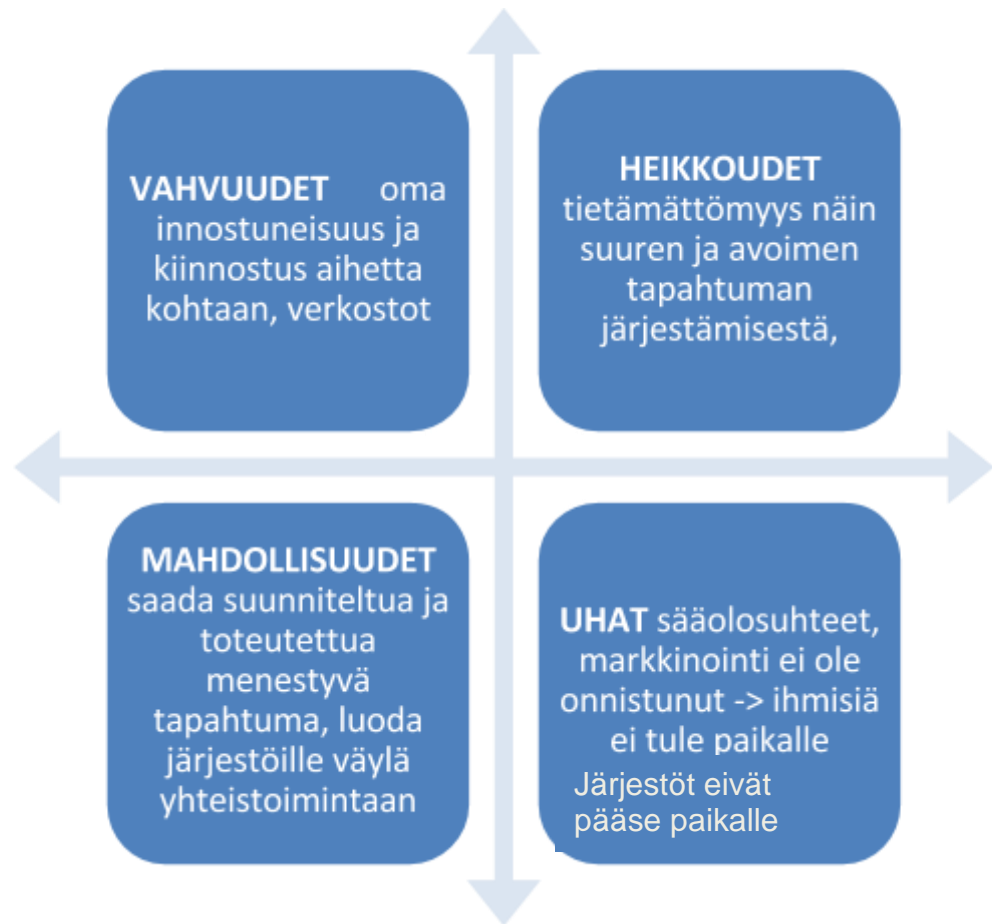 VAHVUUDET oma
innostuneisuus ja
kiinnostus aihetta
kohtaan, verkostot
HEIKKOUDET
tietämättömyys näin
suuren ja avoimen
tapahtuman
järjestämisestä,
MAHDOLLISUUDET
saada suunniteltua ja
toteutettua
menestyvä
tapahtuma, luoda
järjestöille väylä
yhteistoimintaan
UHAT sääolosuhteet,
markkinointi ei ole
onnistunut -> ihmisiä
ei tule paikalle
Järjestöt eivät
pääse paikalle